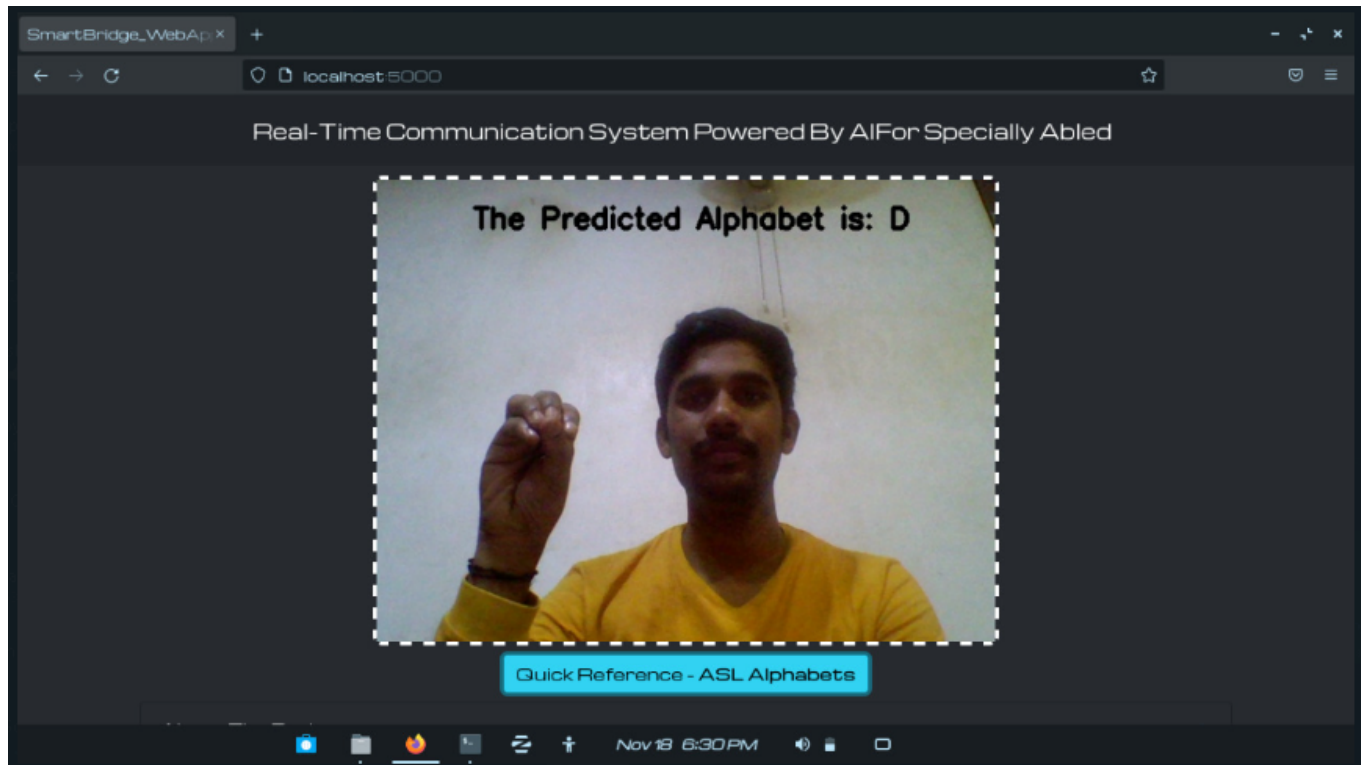 SmartBridge_WebAp
localhost:5000
Real-Time Communication System Powered By AIFor Specially Abled
The Predicted Alphabet is: D
Quick Reference - ASL Alphabets
Nov 18 6:30 PM